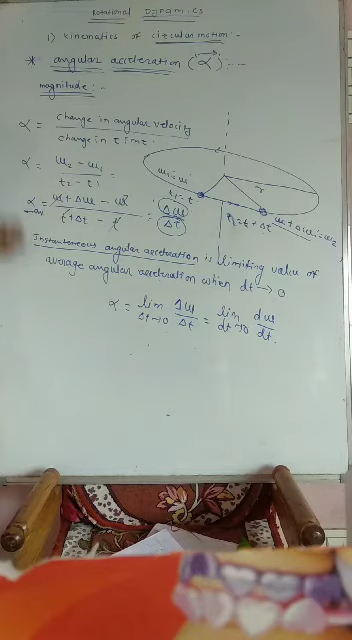 Rotational Dynamics
1) kinematics of circular motion:-
* angular acceleration (α⃗):-
magnitude:-
α = change in angular velocity / change in time
α = ω₂ - ω₁ / t₂ - t₁ =
α = ω + Δω - ω / t + Δt - t = Δω / Δt
ω₁ = ω
t₁ = t
r
ω + Δω = ω₂
t₂ = t + Δt
Instantaneous angular acceleration is limiting value of
average angular acceleration when dt → 0
α = lim Δt→0 Δω/Δt = lim dt→0 dω/dt.